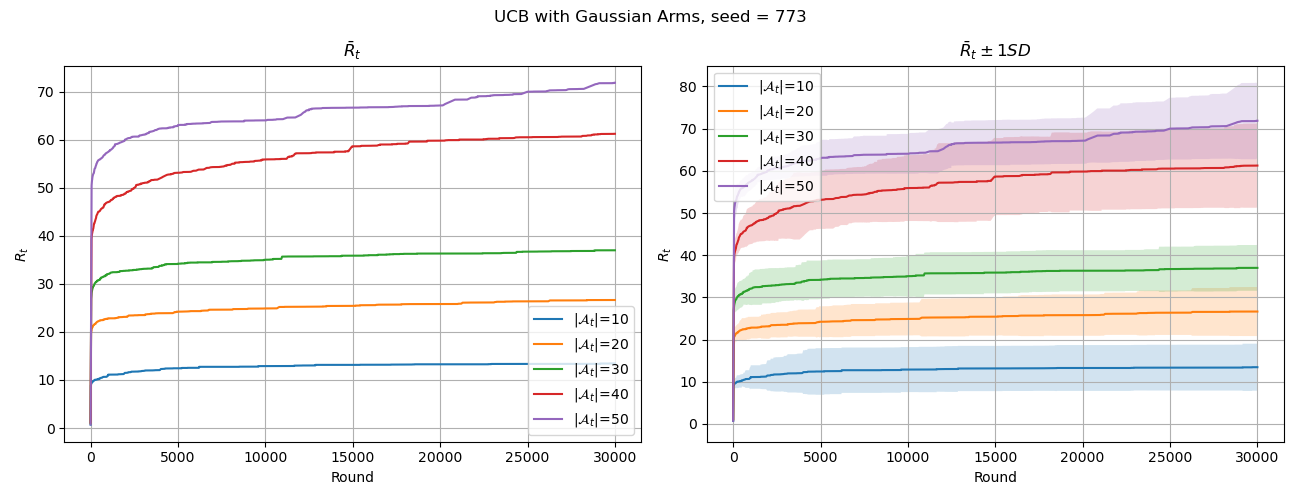 UCB with Gaussian Arms, seed = 773
R̄ₜ
Rₜ
70
60
50
40
30
20
10
0
|𝒜ₜ|=10
|𝒜ₜ|=20
|𝒜ₜ|=30
|𝒜ₜ|=40
|𝒜ₜ|=50
0 5000 10000 15000 20000 25000 30000
Round
R̄ₜ ± 1SD
Rₜ
80
70
60
50
40
30
20
10
0
|𝒜ₜ|=10
|𝒜ₜ|=20
|𝒜ₜ|=30
|𝒜ₜ|=40
|𝒜ₜ|=50
0 5000 10000 15000 20000 25000 30000
Round